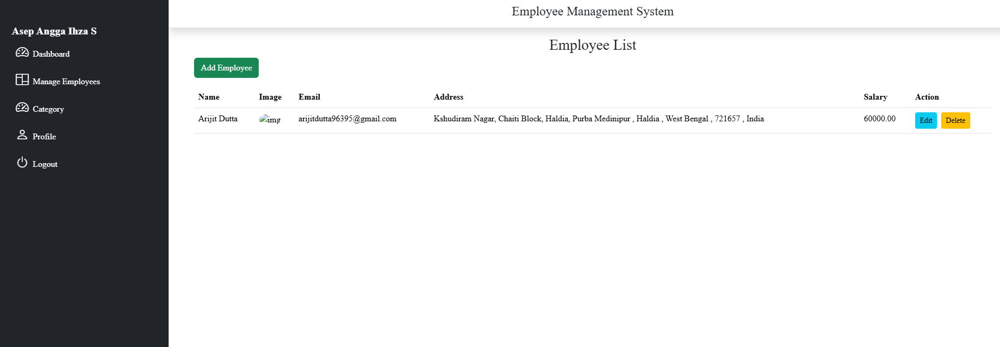 Asep Angga Ihza S
Dashboard
Manage Employees
Category
Profile
Logout
Employee Management System
Employee List
Add Employee
Name Image Email Address Salary Action
Arijit Dutta img arijitdutta96395@gmail.com Kshudiram Nagar, Chaiti Block, Haldia, Purba Medinipur , Haldia , West Bengal , 721657 , India 60000.00 Edit Delete